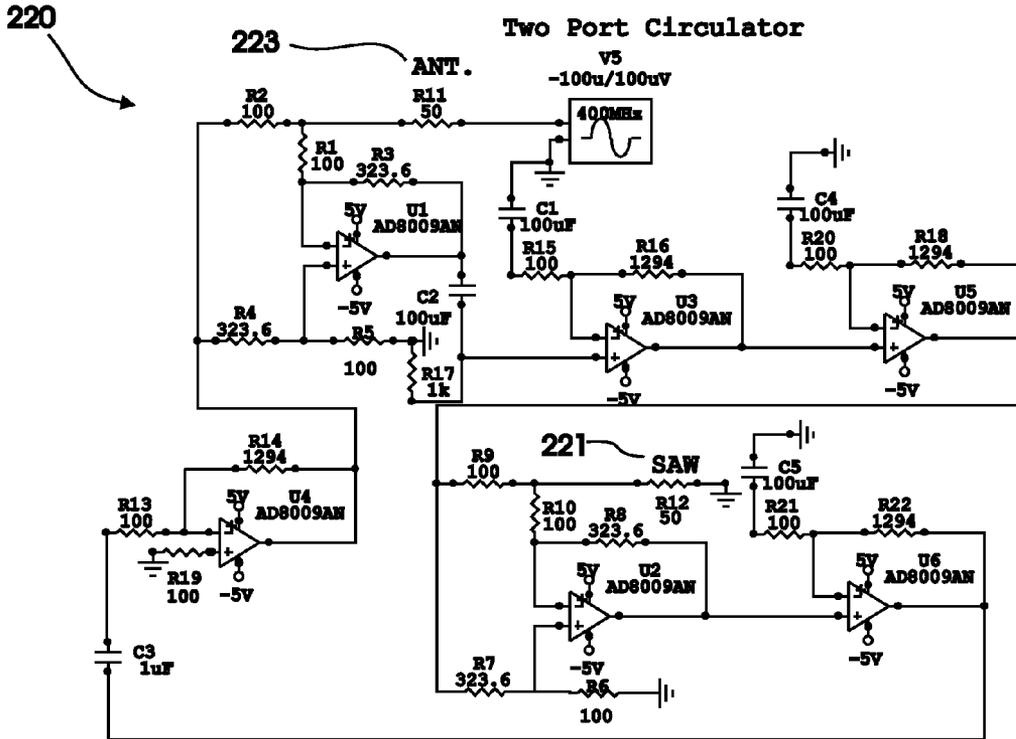 220
Two Port Circulator
223
ANT.
V5
-100u/100uV
400MHz
R2
100
R11
50
R1
100
R3
323.6
5V
U1
AD8009AN
-5V
C1
100uF
C4
100uF
R15
100
R16
1294
R20
100
R18
1294
C2
100uF
R4
323.6
R5
100
R17
1k
5V
U3
AD8009AN
-5V
5V
U5
AD8009AN
-5V
R14
1294
R13
100
5V
U4
AD8009AN
R19
100
-5V
C3
1uF
221
SAW
R9
100
R10
100
R12
50
R8
323.6
C5
100uF
R21
100
R22
1294
5V
U2
AD8009AN
-5V
5V
U6
AD8009AN
-5V
R7
323.6
R6
100